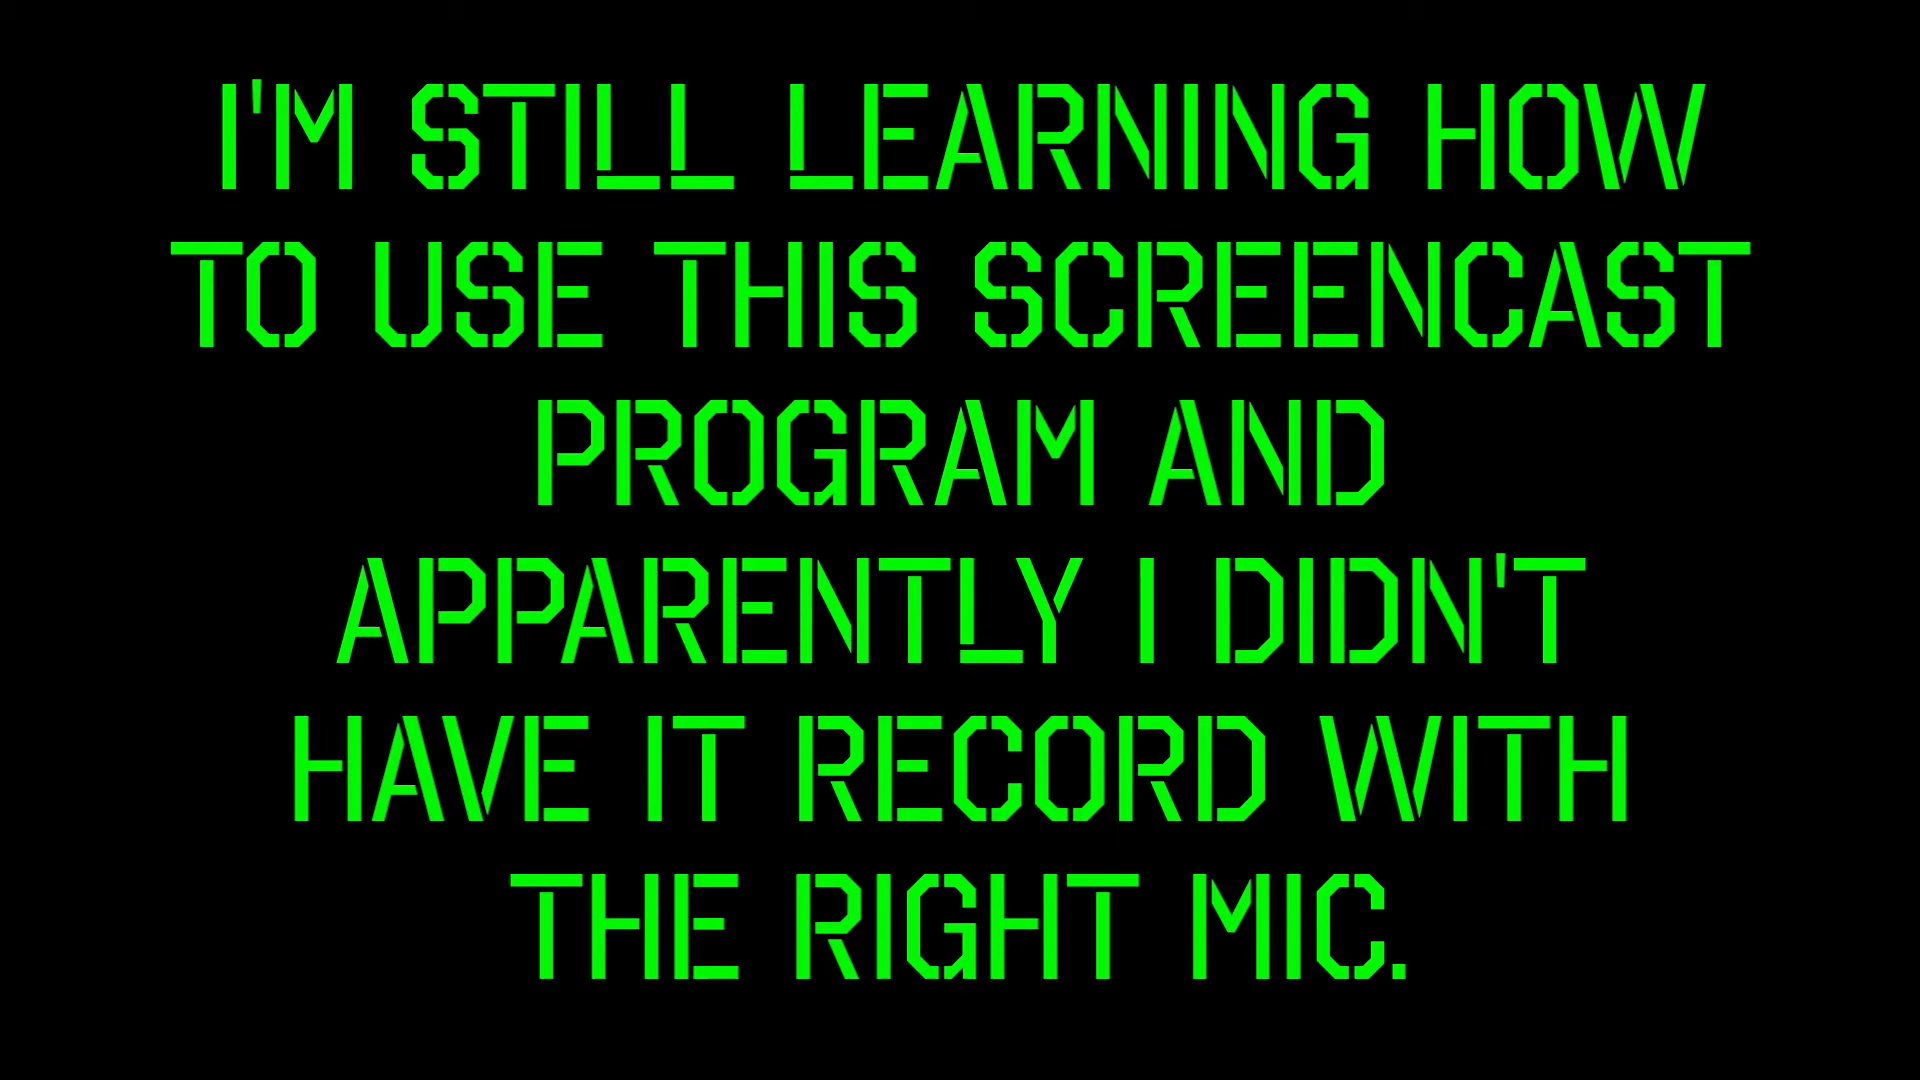 I'M STILL LEARNING HOW
TO USE THIS SCREENCAST
PROGRAM AND
APPARENTLY I DIDN'T
HAVE IT RECORD WITH
THE RIGHT MIC.